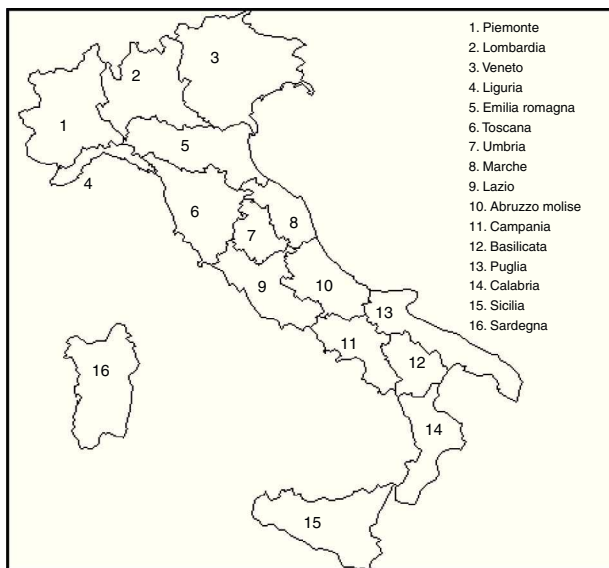 1. Piemonte
2. Lombardia
3. Veneto
4. Liguria
5. Emilia romagna
6. Toscana
7. Umbria
8. Marche
9. Lazio
10. Abruzzo molise
11. Campania
12. Basilicata
13. Puglia
14. Calabria
15. Sicilia
16. Sardegna
3
2
1
5
4
6
8
7
9
10
13
11
12
16
14
15